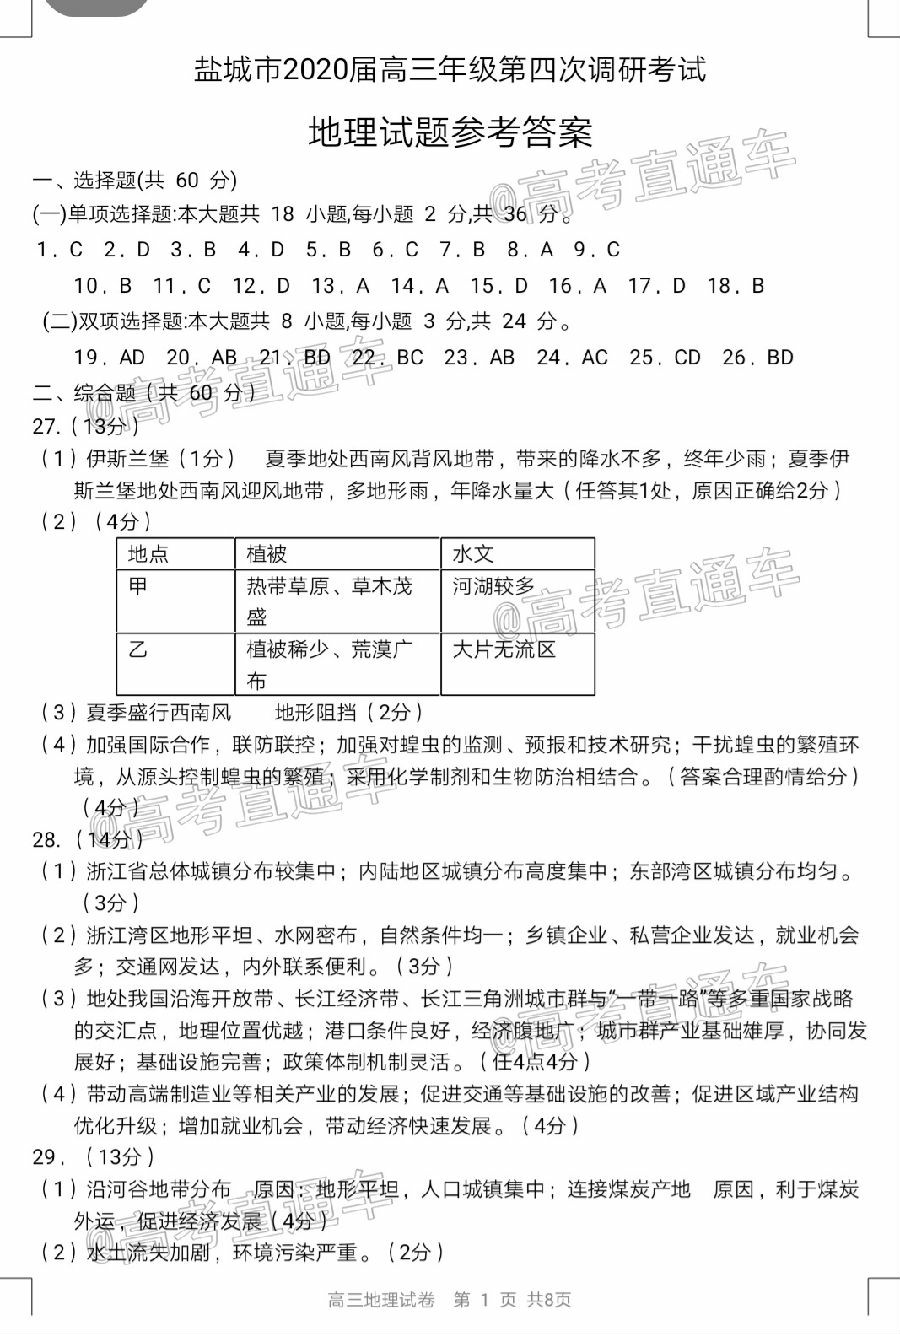 盐城市2020届高三年级第四次调研考试
地理试题参考答案
一、选择题(共 60 分)
(一)单项选择题:本大题共 18 小题,每小题 2 分,共 36 分。
1．C 2．D 3．B 4．D 5．B 6．C 7．B 8．A 9．C
10．B 11．C 12．D 13．A 14．A 15．D 16．A 17．D 18．B
(二)双项选择题:本大题共 8 小题,每小题 3 分,共 24 分。
19．AD 20．AB 21．BD 22．BC 23．AB 24．AC 25．CD 26．BD
二、综合题（共 60 分）
27.（13分）
（1）伊斯兰堡（1分） 夏季地处西南风背风地带，带来的降水不多，终年少雨；夏季伊
斯兰堡地处西南风迎风地带，多地形雨，年降水量大（任答其1处，原因正确给2分）
（2）（4分）
地点 植被 水文
甲 热带草原、草木茂 河湖较多
盛
乙 植被稀少、荒漠广 大片无流区
布
（3）夏季盛行西南风 地形阻挡（2分）
（4）加强国际合作，联防联控；加强对蝗虫的监测、预报和技术研究；干扰蝗虫的繁殖环
境，从源头控制蝗虫的繁殖；采用化学制剂和生物防治相结合。（答案合理酌情给分）
（4分）
28.（14分）
（1）浙江省总体城镇分布较集中；内陆地区城镇分布高度集中；东部湾区城镇分布均匀。
（3分）
（2）浙江湾区地形平坦、水网密布，自然条件均一；乡镇企业、私营企业发达，就业机会
多；交通网发达，内外联系便利。（3分）
（3）地处我国沿海开放带、长江经济带、长江三角洲城市群与“一带一路”等多重国家战略
的交汇点，地理位置优越；港口条件良好，经济腹地广；城市群产业基础雄厚，协同发
展好；基础设施完善；政策体制机制灵活。（任4点4分）
（4）带动高端制造业等相关产业的发展；促进交通等基础设施的改善；促进区域产业结构
优化升级；增加就业机会，带动经济快速发展。（4分）
29．（13分）
（1）沿河谷地带分布 原因：地形平坦，人口城镇集中；连接煤炭产地 原因，利于煤炭
外运，促进经济发展（4分）
（2）水土流失加剧，环境污染严重。（2分）
高三地理试卷 第 1 页 共8页
@高考直通车
@高考直通车
@高考直通车
@高考直通车
@高考直通车
@高考直通车